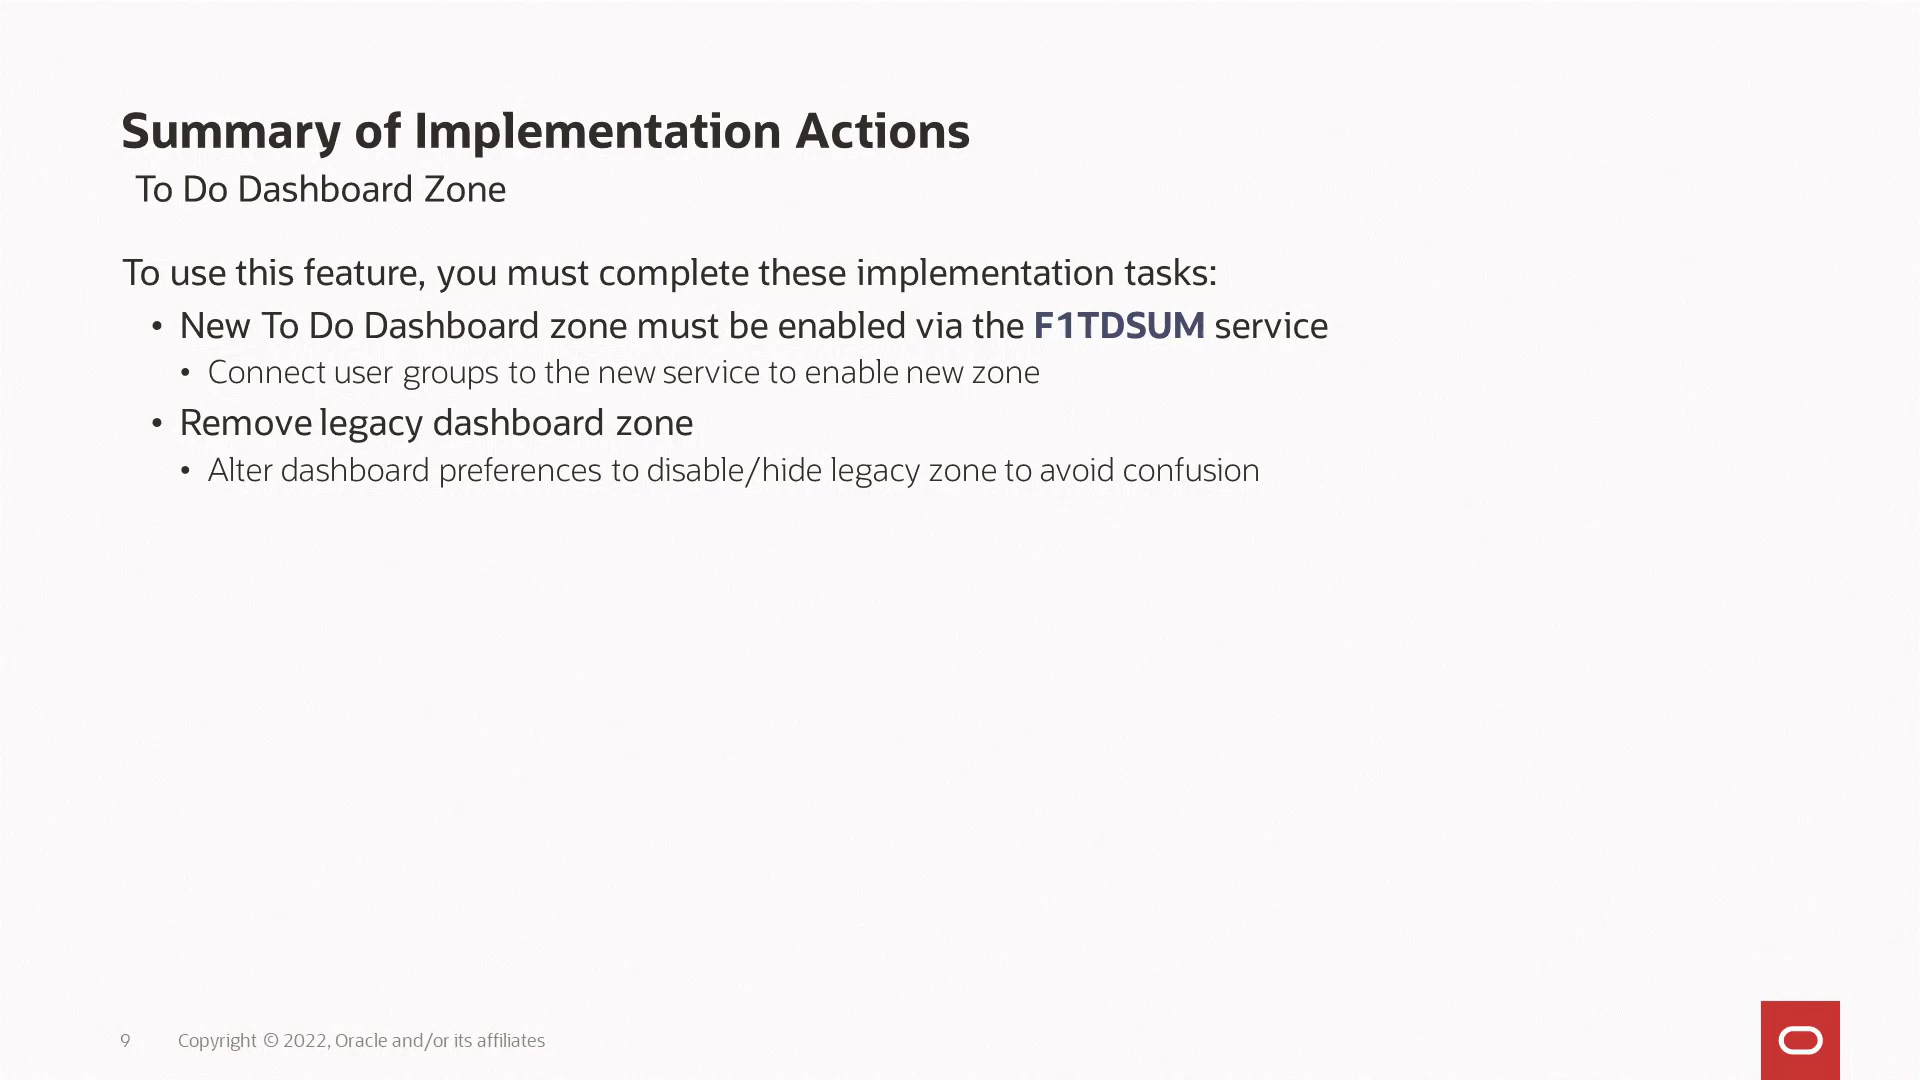 Summary of Implementation Actions
To Do Dashboard Zone
To use this feature, you must complete these implementation tasks:
• New To Do Dashboard zone must be enabled via the F1TDSUM service
• Connect user groups to the new service to enable new zone
• Remove legacy dashboard zone
• Alter dashboard preferences to disable/hide legacy zone to avoid confusion
9 Copyright © 2022, Oracle and/or its affiliates